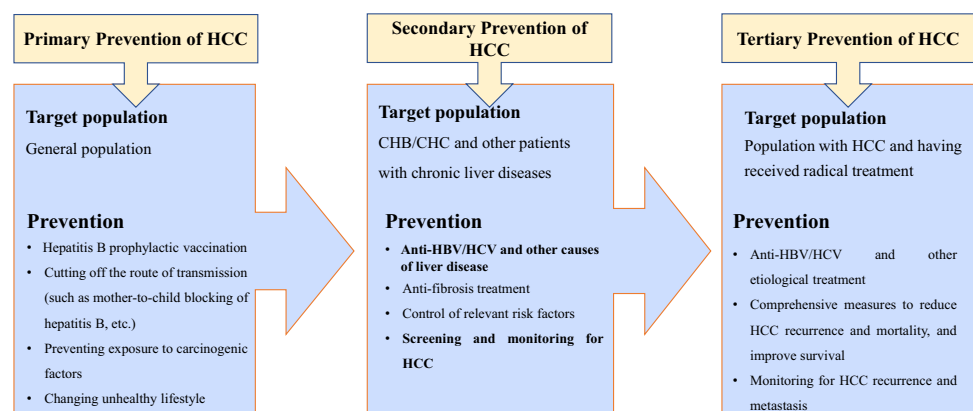 Primary Prevention of HCC
Target population
General population
Prevention
• Hepatitis B prophylactic vaccination
• Cutting off the route of transmission
(such as mother-to-child blocking of
hepatitis B, etc.)
• Preventing exposure to carcinogenic
factors
• Changing unhealthy lifestyle
Secondary Prevention of
HCC
Target population
CHB/CHC and other patients
with chronic liver diseases
Prevention
• Anti-HBV/HCV and other causes
of liver disease
• Anti-fibrosis treatment
• Control of relevant risk factors
• Screening and monitoring for
HCC
Tertiary Prevention of HCC
Target population
Population with HCC and having
received radical treatment
Prevention
• Anti-HBV/HCV and other
etiological treatment
• Comprehensive measures to reduce
HCC recurrence and mortality, and
improve survival
• Monitoring for HCC recurrence and
metastasis